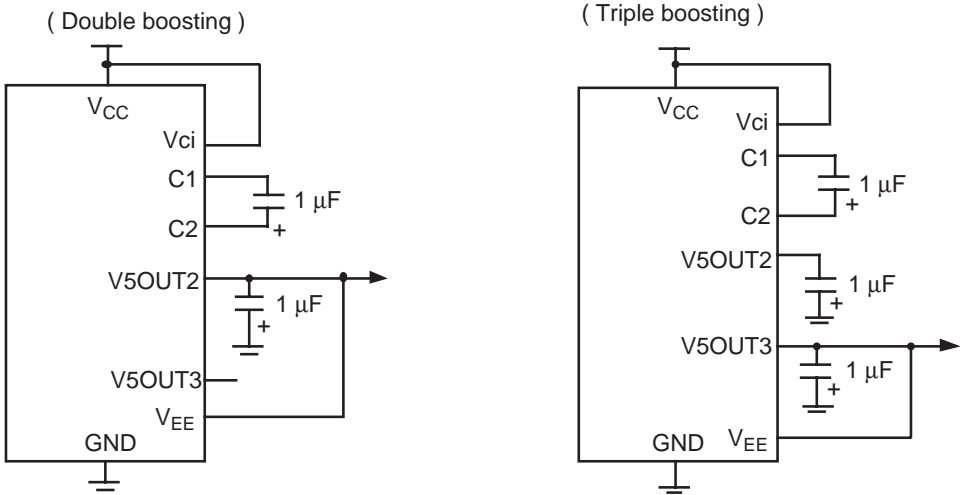 ( Double boosting )
VCC
Vci
C1
1 μF
C2
+
V5OUT2
1 μF
+
V5OUT3
VEE
GND
( Triple boosting )
VCC
Vci
C1
1 μF
+
C2
V5OUT2
1 μF
+
V5OUT3
1 μF
+
GND
VEE